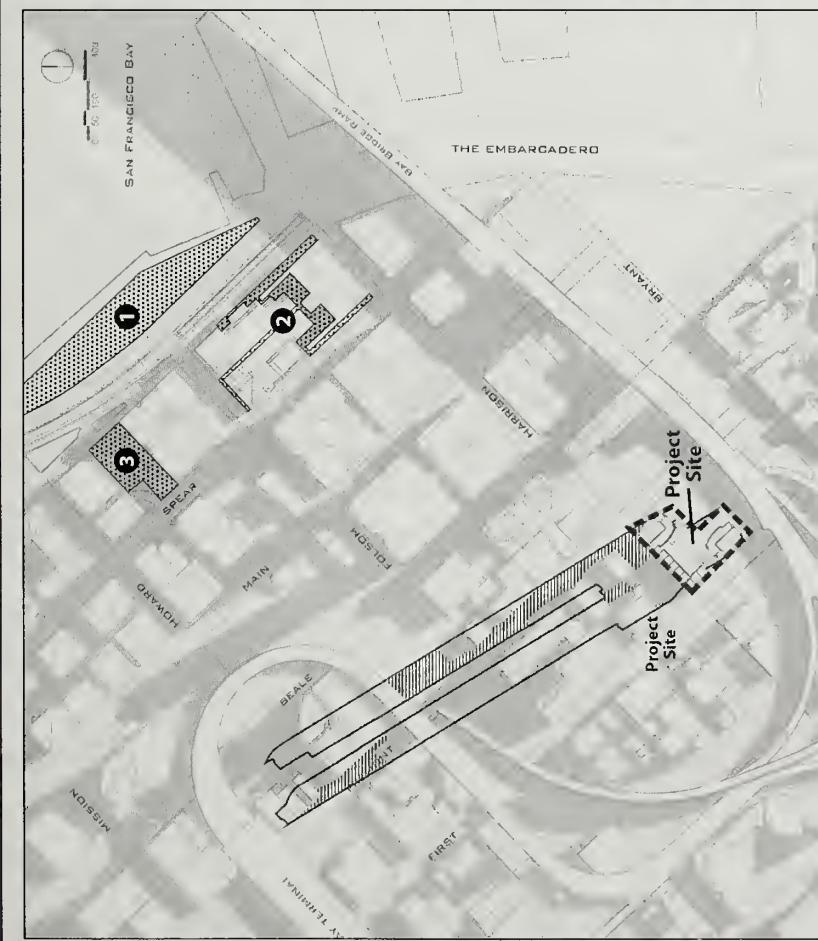 SAN FRANCISCO BAY
BAY BRIDGE RAMP
THE EMBARCADERO
BRYANT
1
2
3
SPEAR
HARRISON
HOWARD
MAIN
FOLSOM
BEALE
MISSION
FIRST
TERMINAL
Project
Site
Project
Site